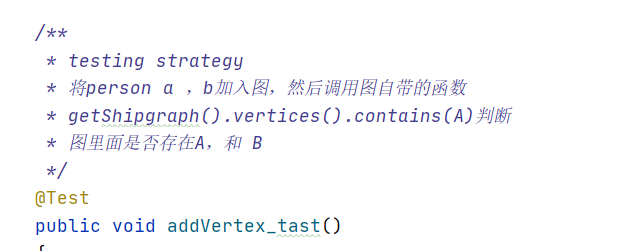 /**
* testing strategy
* 将person a ，b加入图，然后调用图自带的函数
* getShipgraph().vertices().contains(A)判断
* 图里面是否存在A，和 B
*/
@Test
public void addVertex_tast()
{